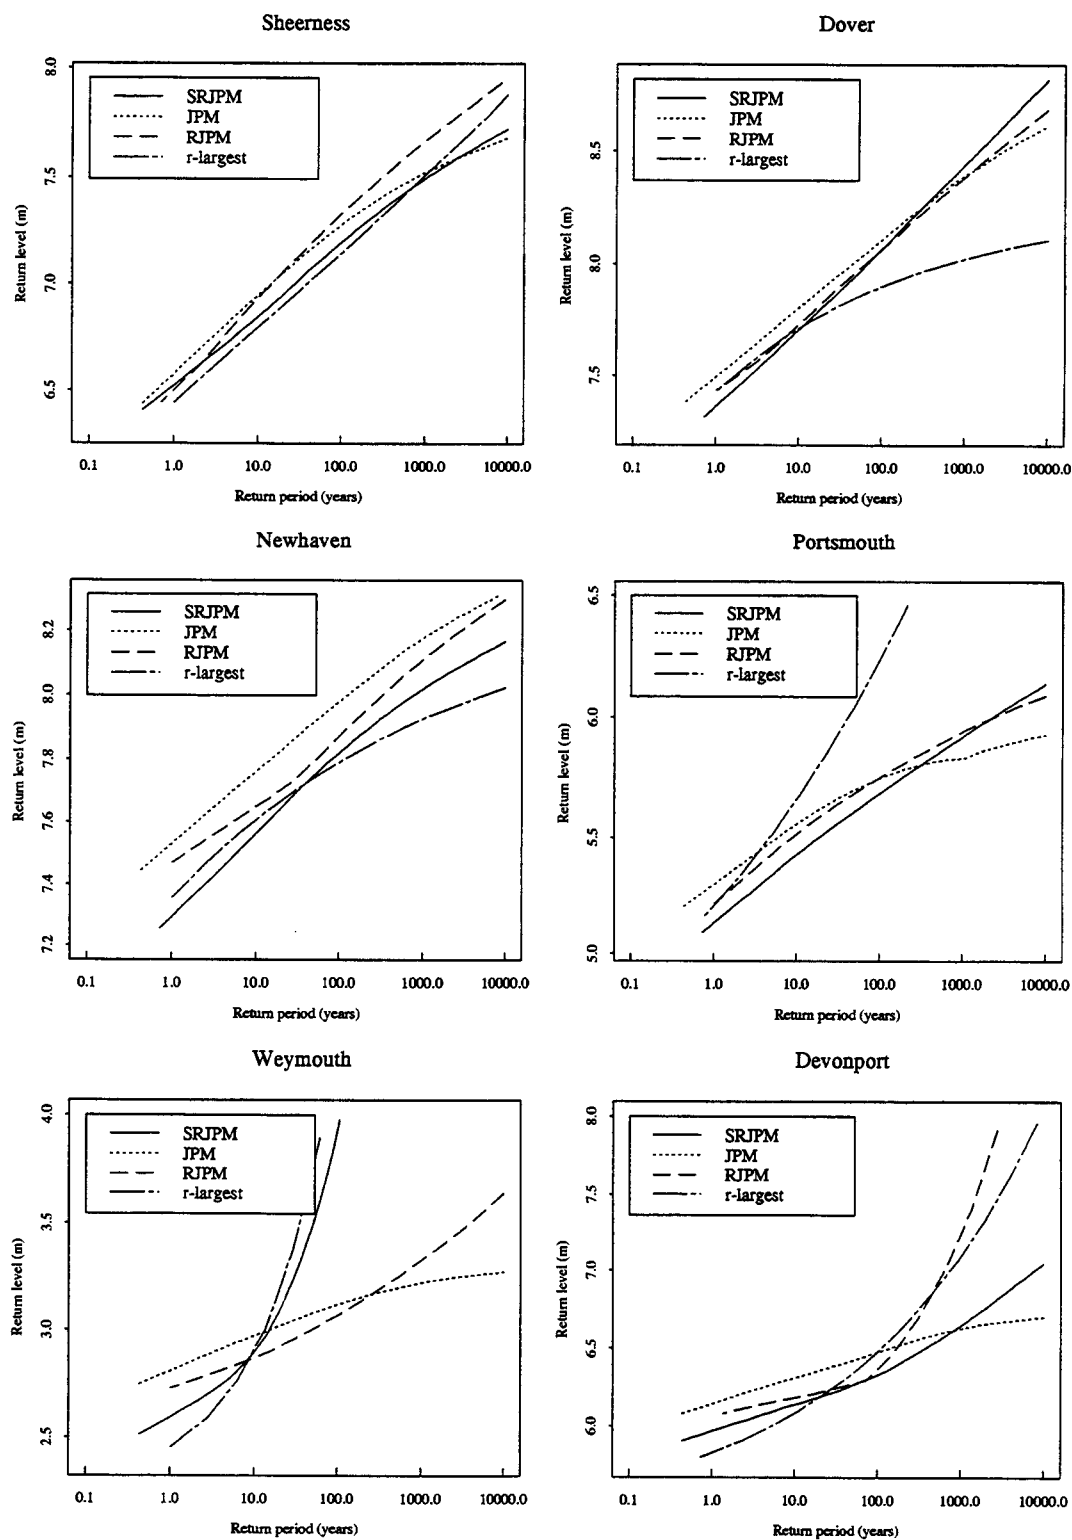 Sheerness
8.0
7.5
7.0
6.5
Return level (m)
SRJPM
JPM
RJPM
r-largest
0.1 1.0 10.0 100.0 1000.0 10000.0
Return period (years)
Dover
8.5
8.0
7.5
Return level (m)
SRJPM
JPM
RJPM
r-largest
0.1 1.0 10.0 100.0 1000.0 10000.0
Return period (years)
Newhaven
8.2
8.0
7.8
7.6
7.4
7.2
Return level (m)
SRJPM
JPM
RJPM
r-largest
0.1 1.0 10.0 100.0 1000.0 10000.0
Return period (years)
Portsmouth
6.5
6.0
5.5
5.0
Return level (m)
SRJPM
JPM
RJPM
r-largest
0.1 1.0 10.0 100.0 1000.0 10000.0
Return period (years)
Weymouth
4.0
3.5
3.0
2.5
Return level (m)
SRJPM
JPM
RJPM
r-largest
0.1 1.0 10.0 100.0 1000.0 10000.0
Return period (years)
Devonport
8.0
7.5
7.0
6.5
6.0
Return level (m)
SRJPM
JPM
RJPM
r-largest
0.1 1.0 10.0 100.0 1000.0 10000.0
Return period (years)